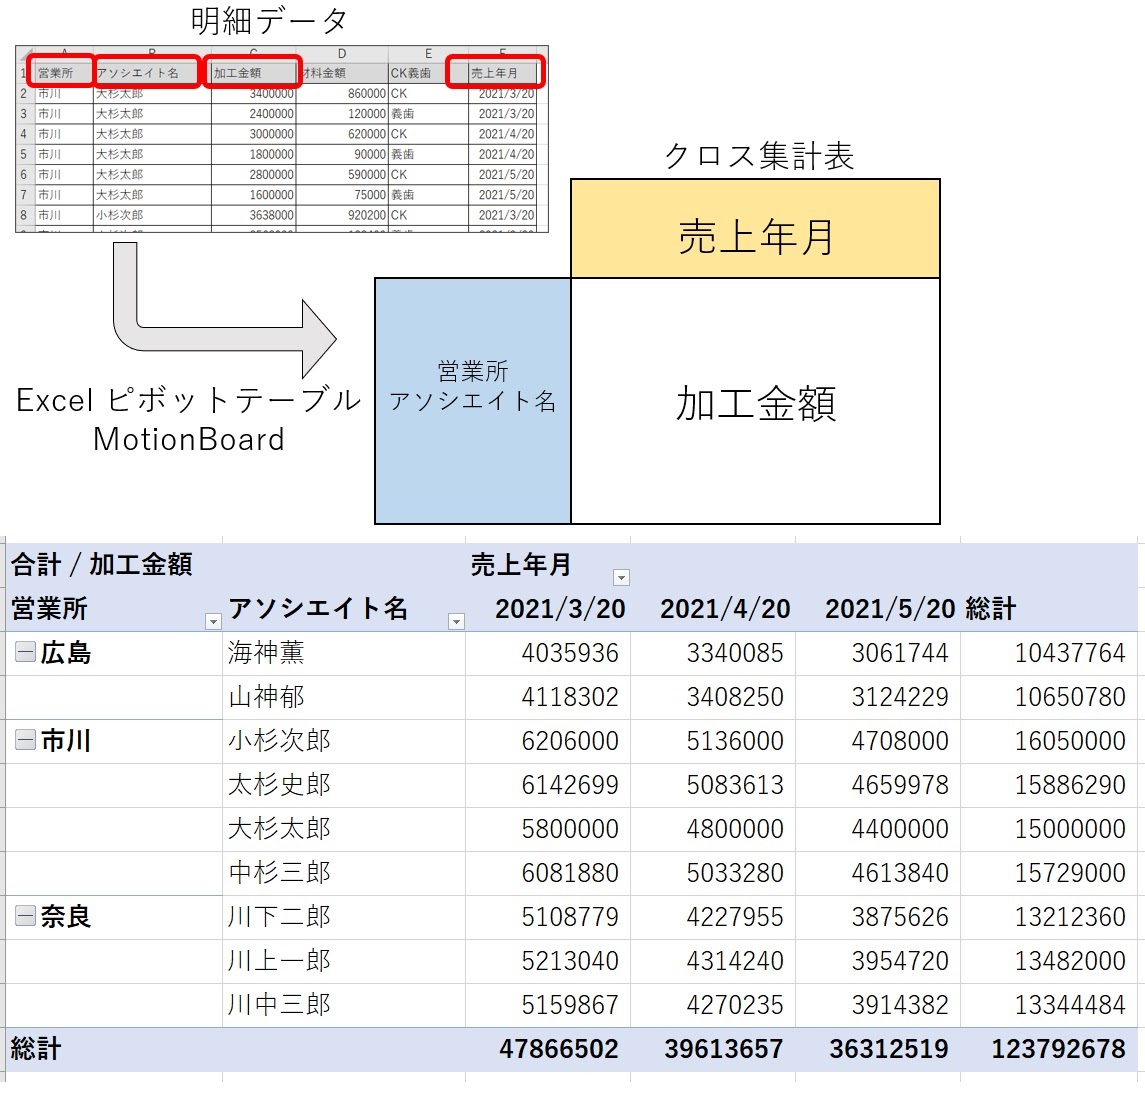 明細データ
A B C D E F
1 営業所 アソシエイト名 加工金額 材料金額 CK義歯 売上年月
2 市川 大杉太郎 3400000 860000 CK 2021/3/20
3 市川 大杉太郎 2400000 120000 義歯 2021/3/20
4 市川 大杉太郎 3000000 620000 CK 2021/4/20
5 市川 大杉太郎 1800000 90000 義歯 2021/4/20
6 市川 大杉太郎 2800000 590000 CK 2021/5/20
7 市川 大杉太郎 1600000 75000 義歯 2021/5/20
8 市川 小杉次郎 3638000 920200 CK 2021/3/20
クロス集計表
売上年月
営業所
アソシエイト名
加工金額
Excel ピボットテーブル
MotionBoard
合計 / 加工金額 売上年月
営業所 アソシエイト名 2021/3/20 2021/4/20 2021/5/20 総計
広島 海神薫 4035936 3340085 3061744 10437764
山神郁 4118302 3408250 3124229 10650780
市川 小杉次郎 6206000 5136000 4708000 16050000
太杉史郎 6142699 5083613 4659978 15886290
大杉太郎 5800000 4800000 4400000 15000000
中杉三郎 6081880 5033280 4613840 15729000
奈良 川下二郎 5108779 4227955 3875626 13212360
川上一郎 5213040 4314240 3954720 13482000
川中三郎 5159867 4270235 3914382 13344484
総計 47866502 39613657 36312519 123792678